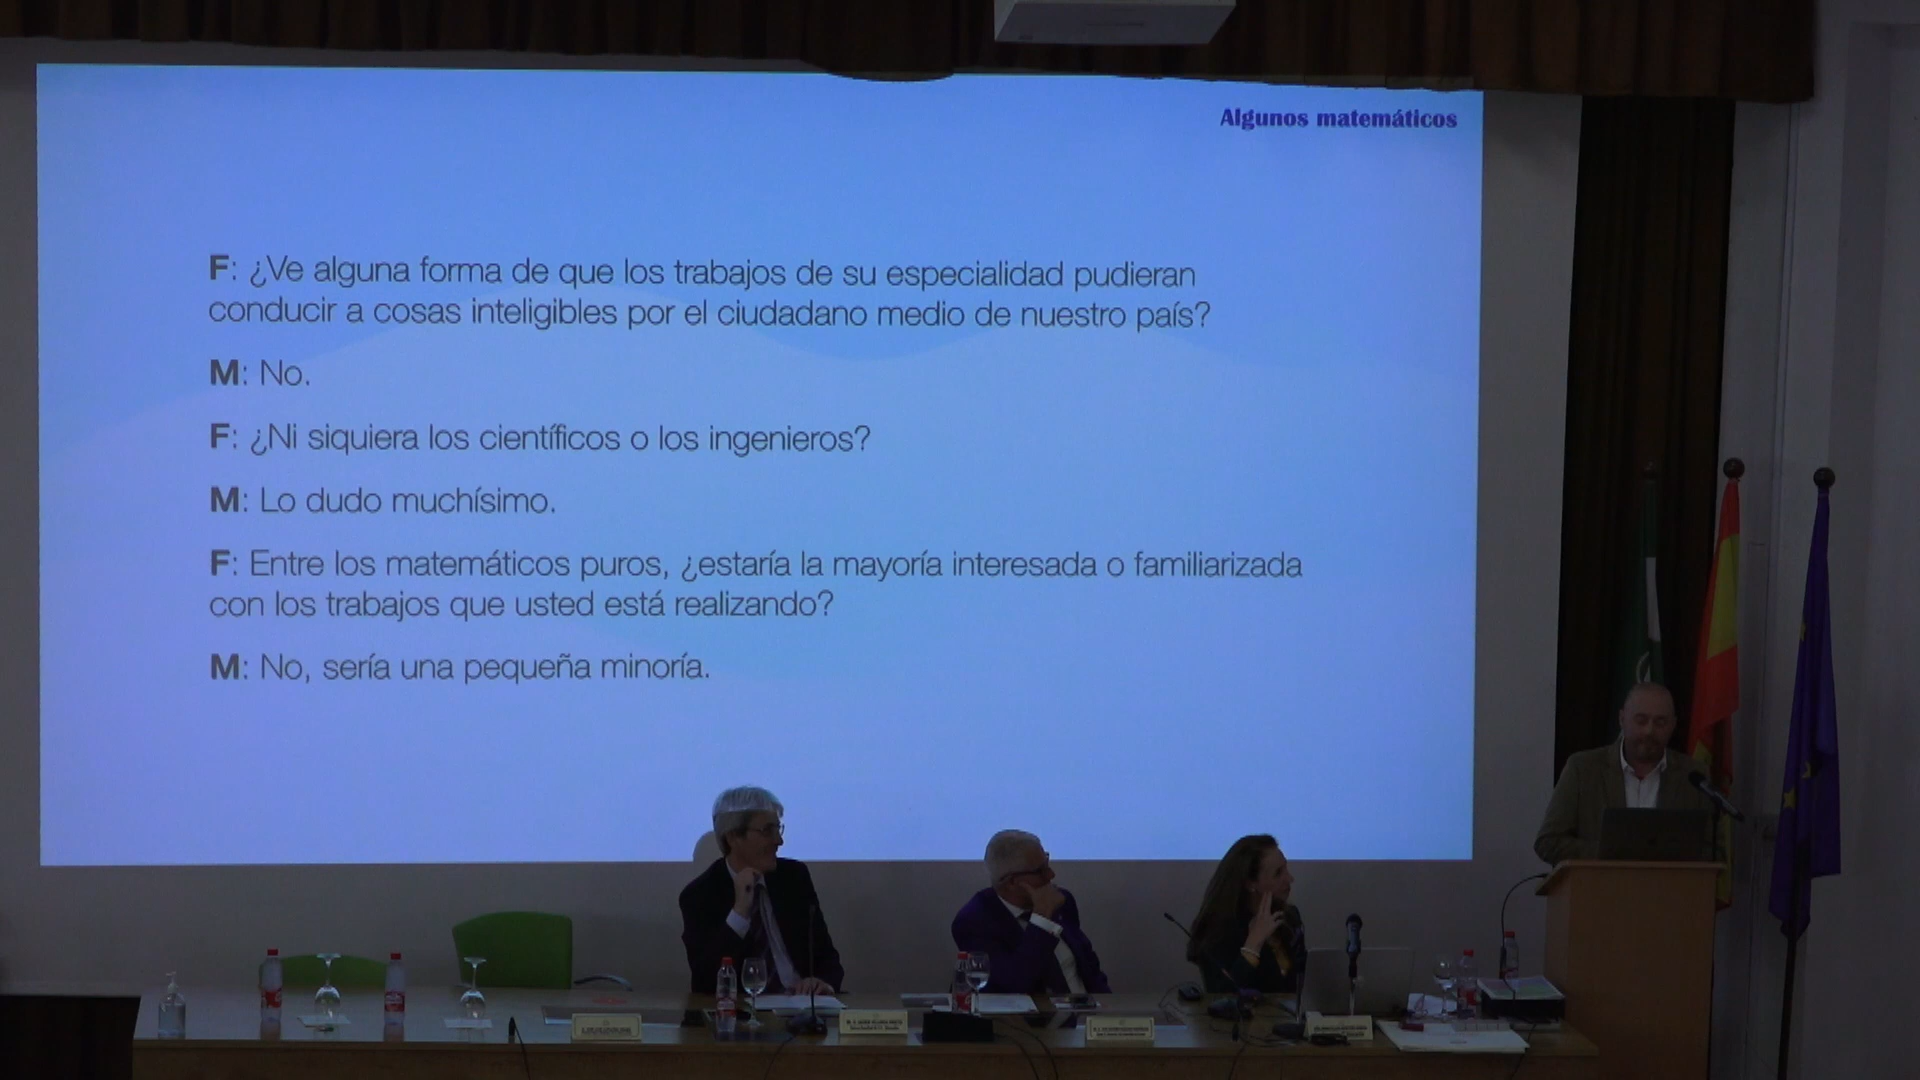 Algunos matemáticos
F: ¿Ve alguna forma de que los trabajos de su especialidad pudieran
conducir a cosas inteligibles por el ciudadano medio de nuestro país?
M: No.
F: ¿Ni siquiera los científicos o los ingenieros?
M: Lo dudo muchísimo.
F: Entre los matemáticos puros, ¿estaría la mayoría interesada o familiarizada
con los trabajos que usted está realizando?
M: No, sería una pequeña minoría.